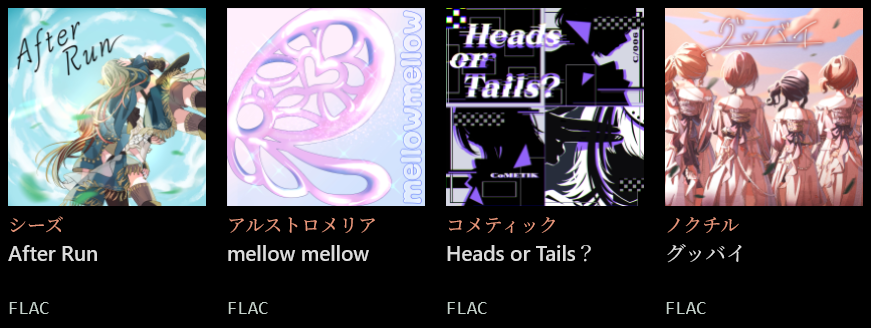 After
Run
mellowmellow
Heads
or
Tails?
C/006
CoMETIK
グッバイ
シーズ
アルストロメリア
コメティック
ノクチル
After Run
mellow mellow
Heads or Tails？
グッバイ
FLAC
FLAC
FLAC
FLAC